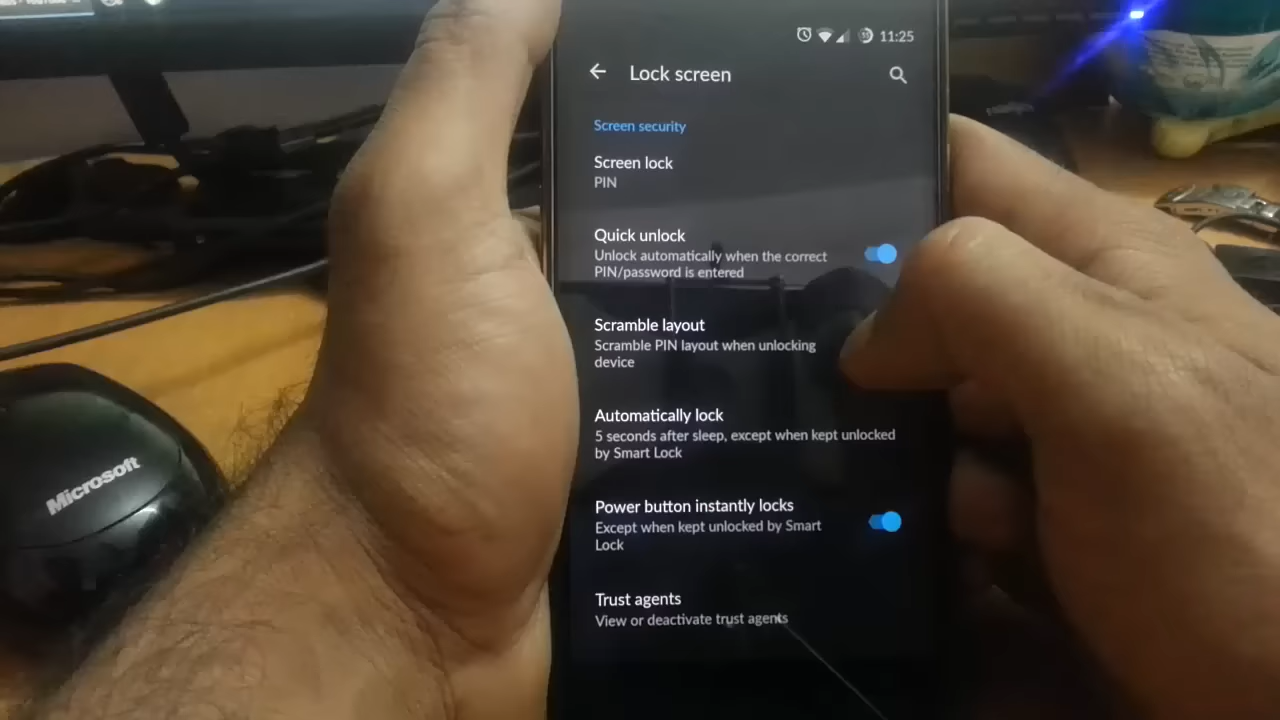 11:25
Lock screen
Screen security
Screen lock
PIN
Quick unlock
Unlock automatically when the correct
PIN/password is entered
Scramble layout
Scramble PIN layout when unlocking
device
Automatically lock
5 seconds after sleep, except when kept unlocked
by Smart Lock
Power button instantly locks
Except when kept unlocked by Smart
Lock
Trust agents
View or deactivate trust agents
Microsoft